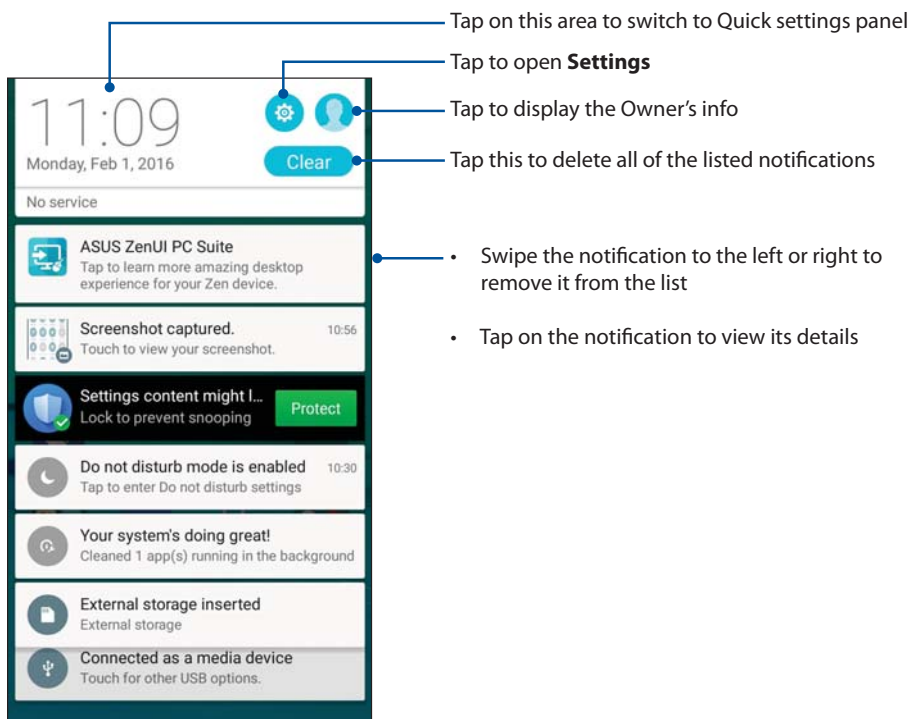 Tap on this area to switch to Quick settings panel
Tap to open Settings
Tap to display the Owner's info
Tap this to delete all of the listed notifications
11:09
Monday, Feb 1, 2016
Clear
No service
ASUS ZenUI PC Suite
Tap to learn more amazing desktop
experience for your Zen device.
Screenshot captured. 10:56
Touch to view your screenshot.
Settings content might l...
Lock to prevent snooping
Protect
Do not disturb mode is enabled 10:30
Tap to enter Do not disturb settings
Your system's doing great!
Cleaned 1 app(s) running in the background
External storage inserted
External storage
Connected as a media device
Touch for other USB options.
• Swipe the notification to the left or right to
remove it from the list
• Tap on the notification to view its details